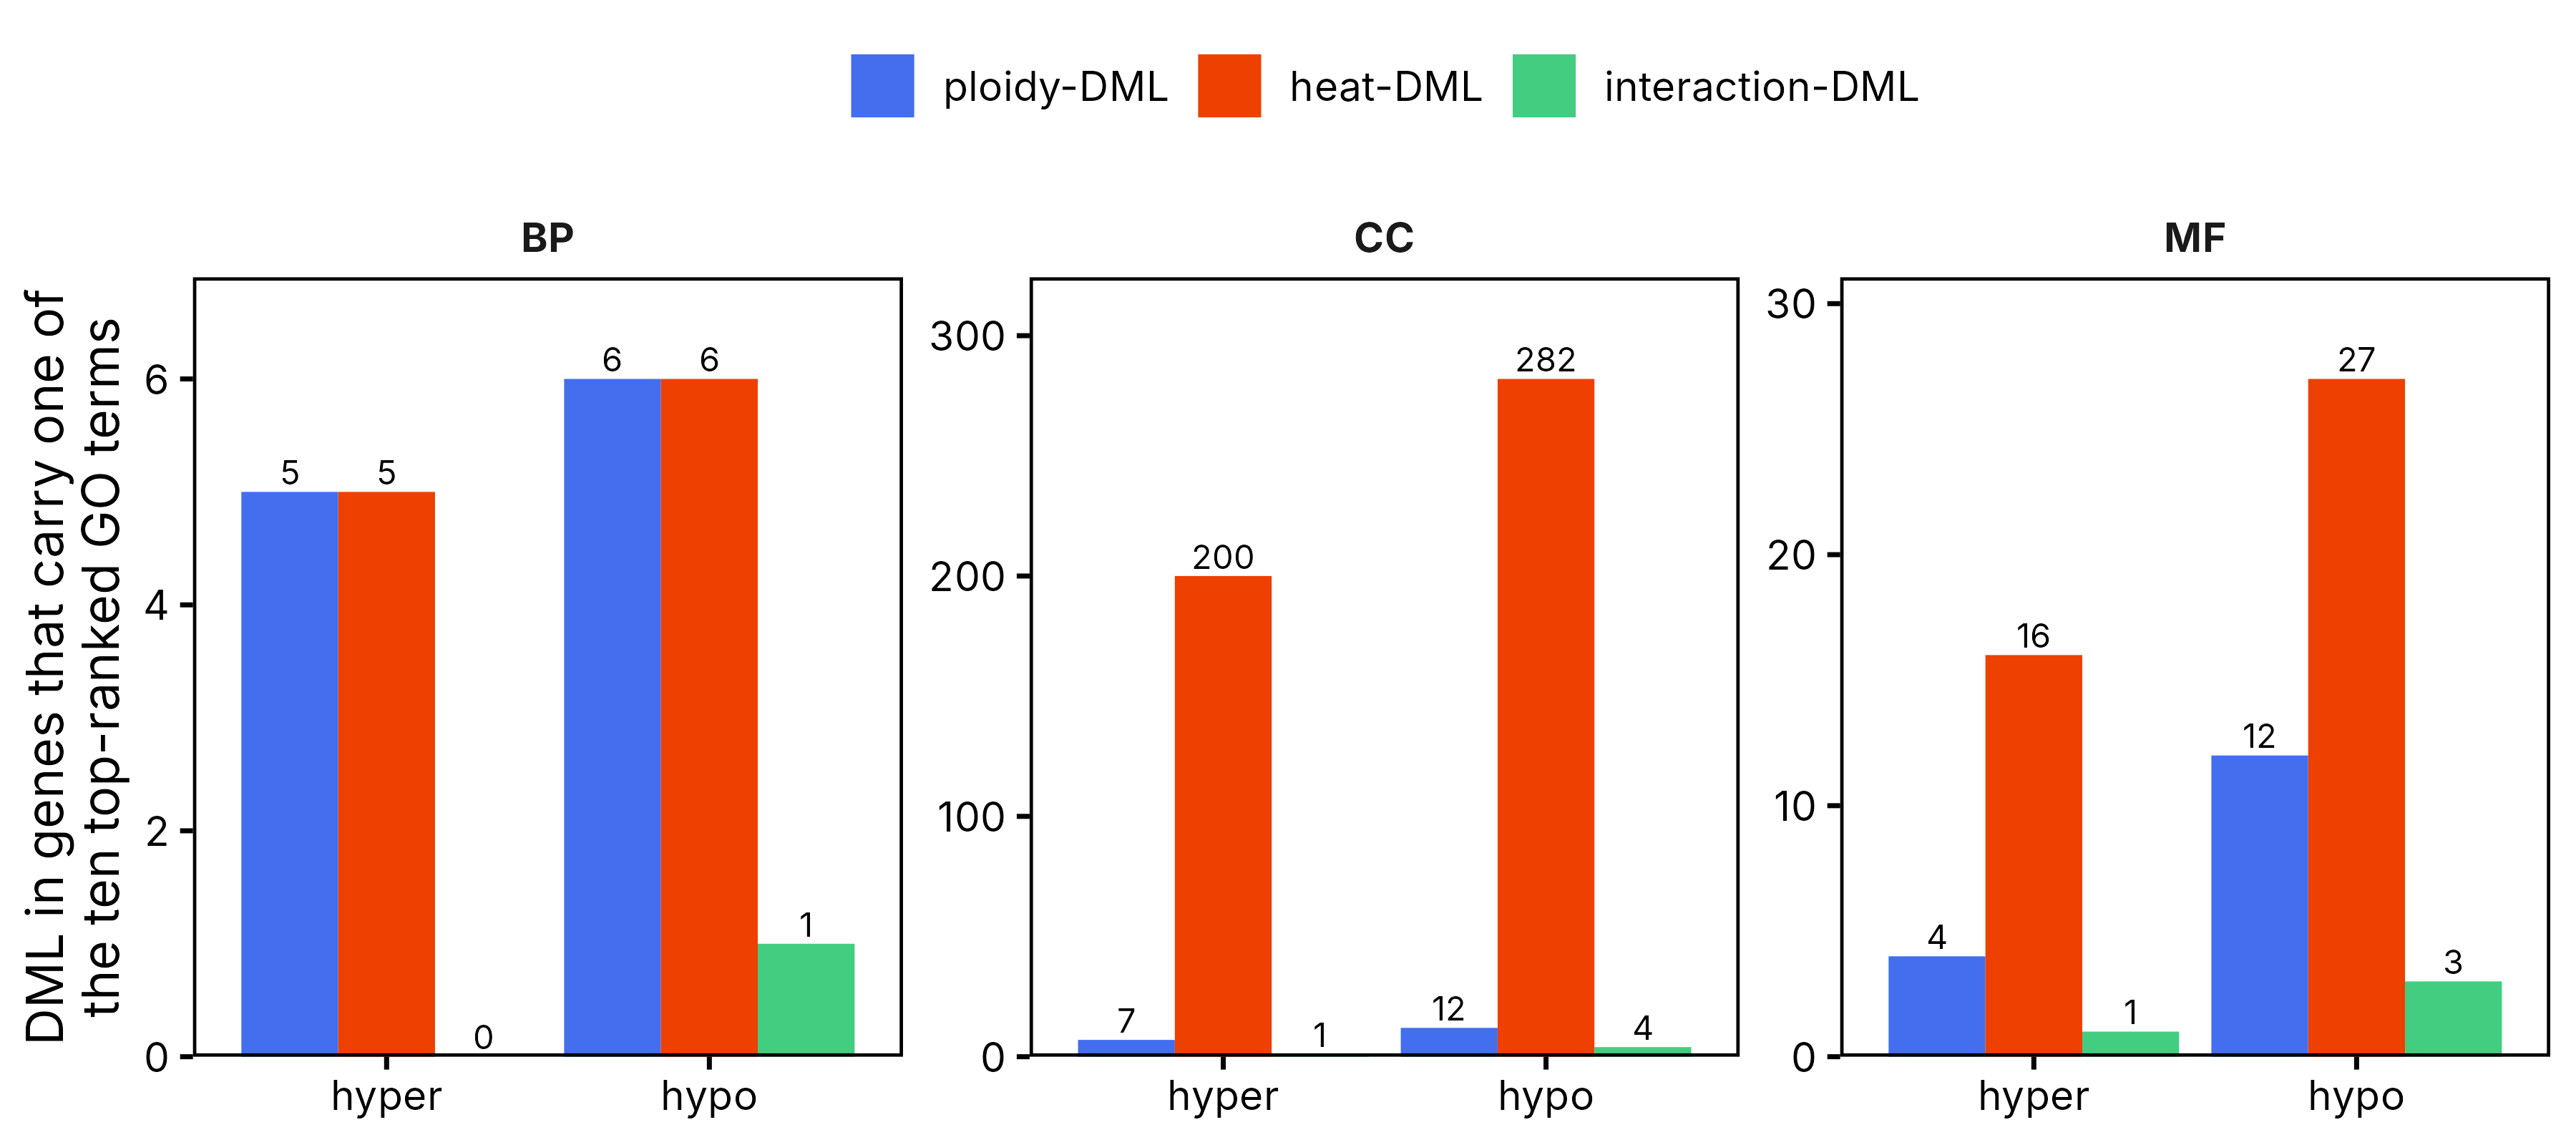 ploidy-DML heat-DML interaction-DML
BP CC MF
DML in genes that carry one of
the ten top-ranked GO terms
6
4
2
0
5 5 0 6 6 1
hyper hypo
300
200
100
0
7 200 1 12 282 4
hyper hypo
30
20
10
0
4 16 1 12 27 3
hyper hypo